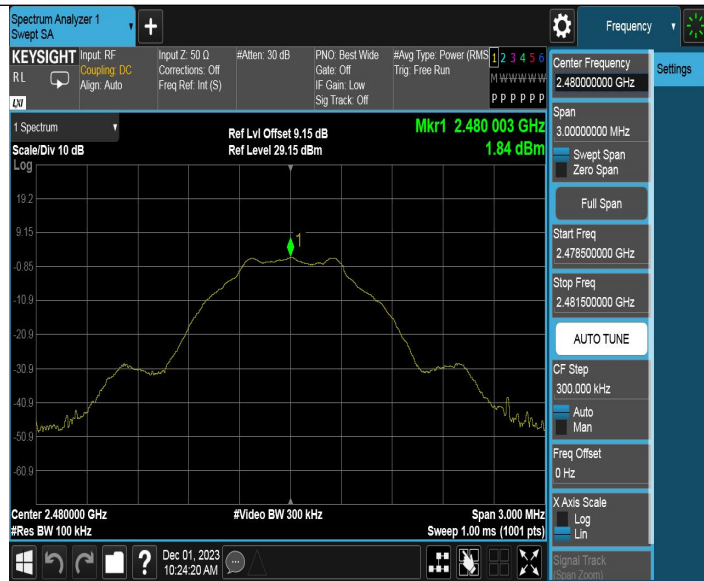 Spectrum Analyzer 1
Swept SA
Frequency
KEYSIGHT
RL
LXI
Input: RF
Coupling: DC
Align: Auto
Input Z: 50 Ω
Corrections: Off
Freq Ref: Int (S)
#Atten: 30 dB
PNO: Best Wide
Gate: Off
IF Gain: Low
Sig Track: Off
#Avg Type: Power (RMS
Trig: Free Run
1 2 3 4 5 6
M W W W W W
P P P P P P
Center Frequency
2.480000000 GHz
Settings
Span
3.00000000 MHz
Swept Span
Zero Span
Full Span
Start Freq
2.478500000 GHz
Stop Freq
2.481500000 GHz
AUTO TUNE
CF Step
300.000 kHz
Auto
Man
Freq Offset
0 Hz
X Axis Scale
Log
Lin
Signal Track
(Span Zoom)
1 Spectrum
Scale/Div 10 dB
Log
Ref Lvl Offset 9.15 dB
Ref Level 29.15 dBm
Mkr1 2.480 003 GHz
1.84 dBm
19.2
9.15
-0.85
-10.9
-20.9
-30.9
-40.9
-50.9
-60.9
1
Center 2.480000 GHz
#Res BW 100 kHz
#Video BW 300 kHz
Span 3.000 MHz
Sweep 1.00 ms (1001 pts)
Dec 01, 2023
10:24:20 AM